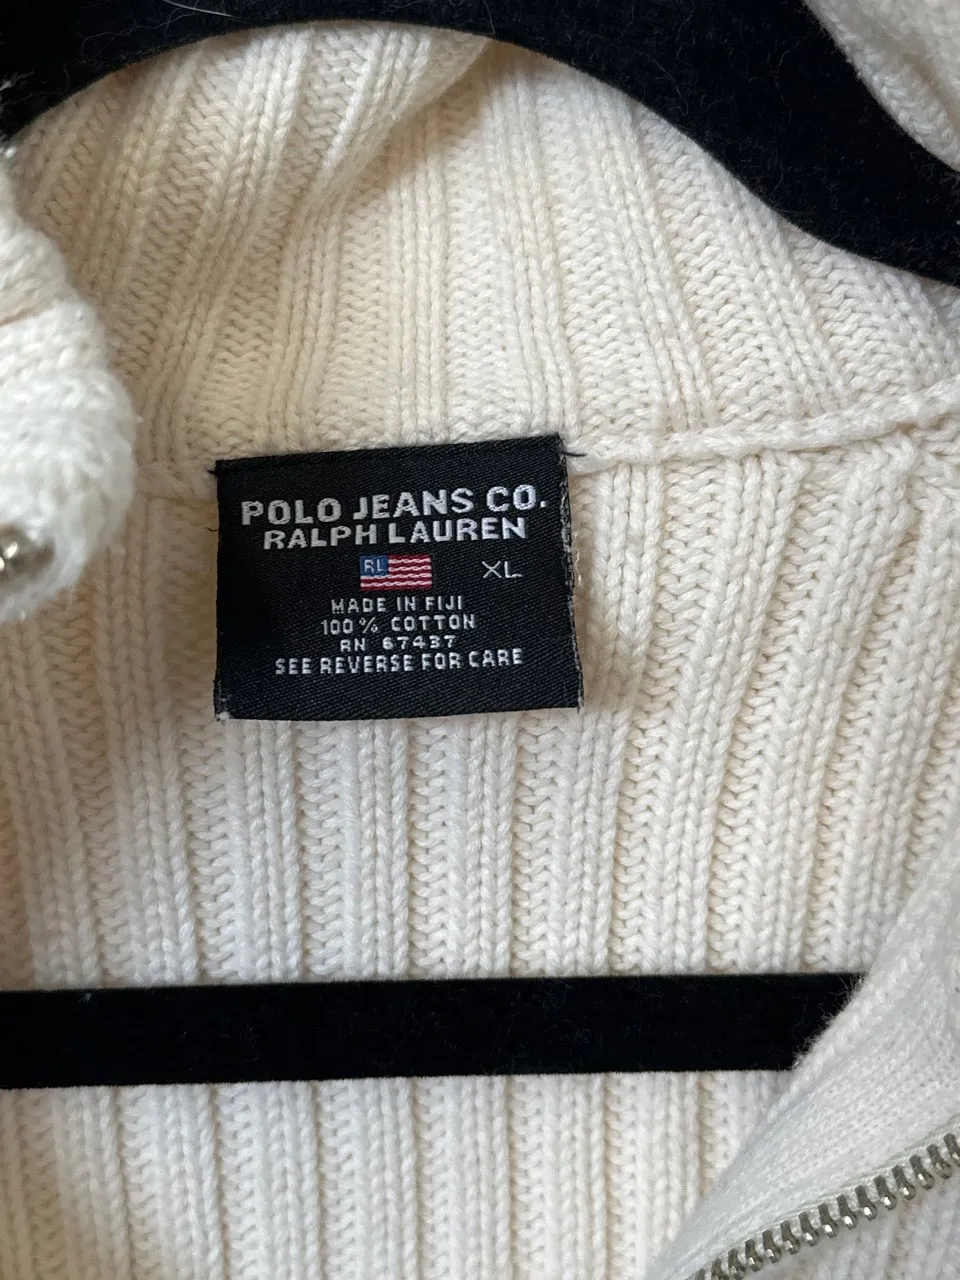 POLO JEANS CO.
RALPH LAUREN
RL XL
MADE IN FIJI
100% COTTON
RN 67437
SEE REVERSE FOR CARE